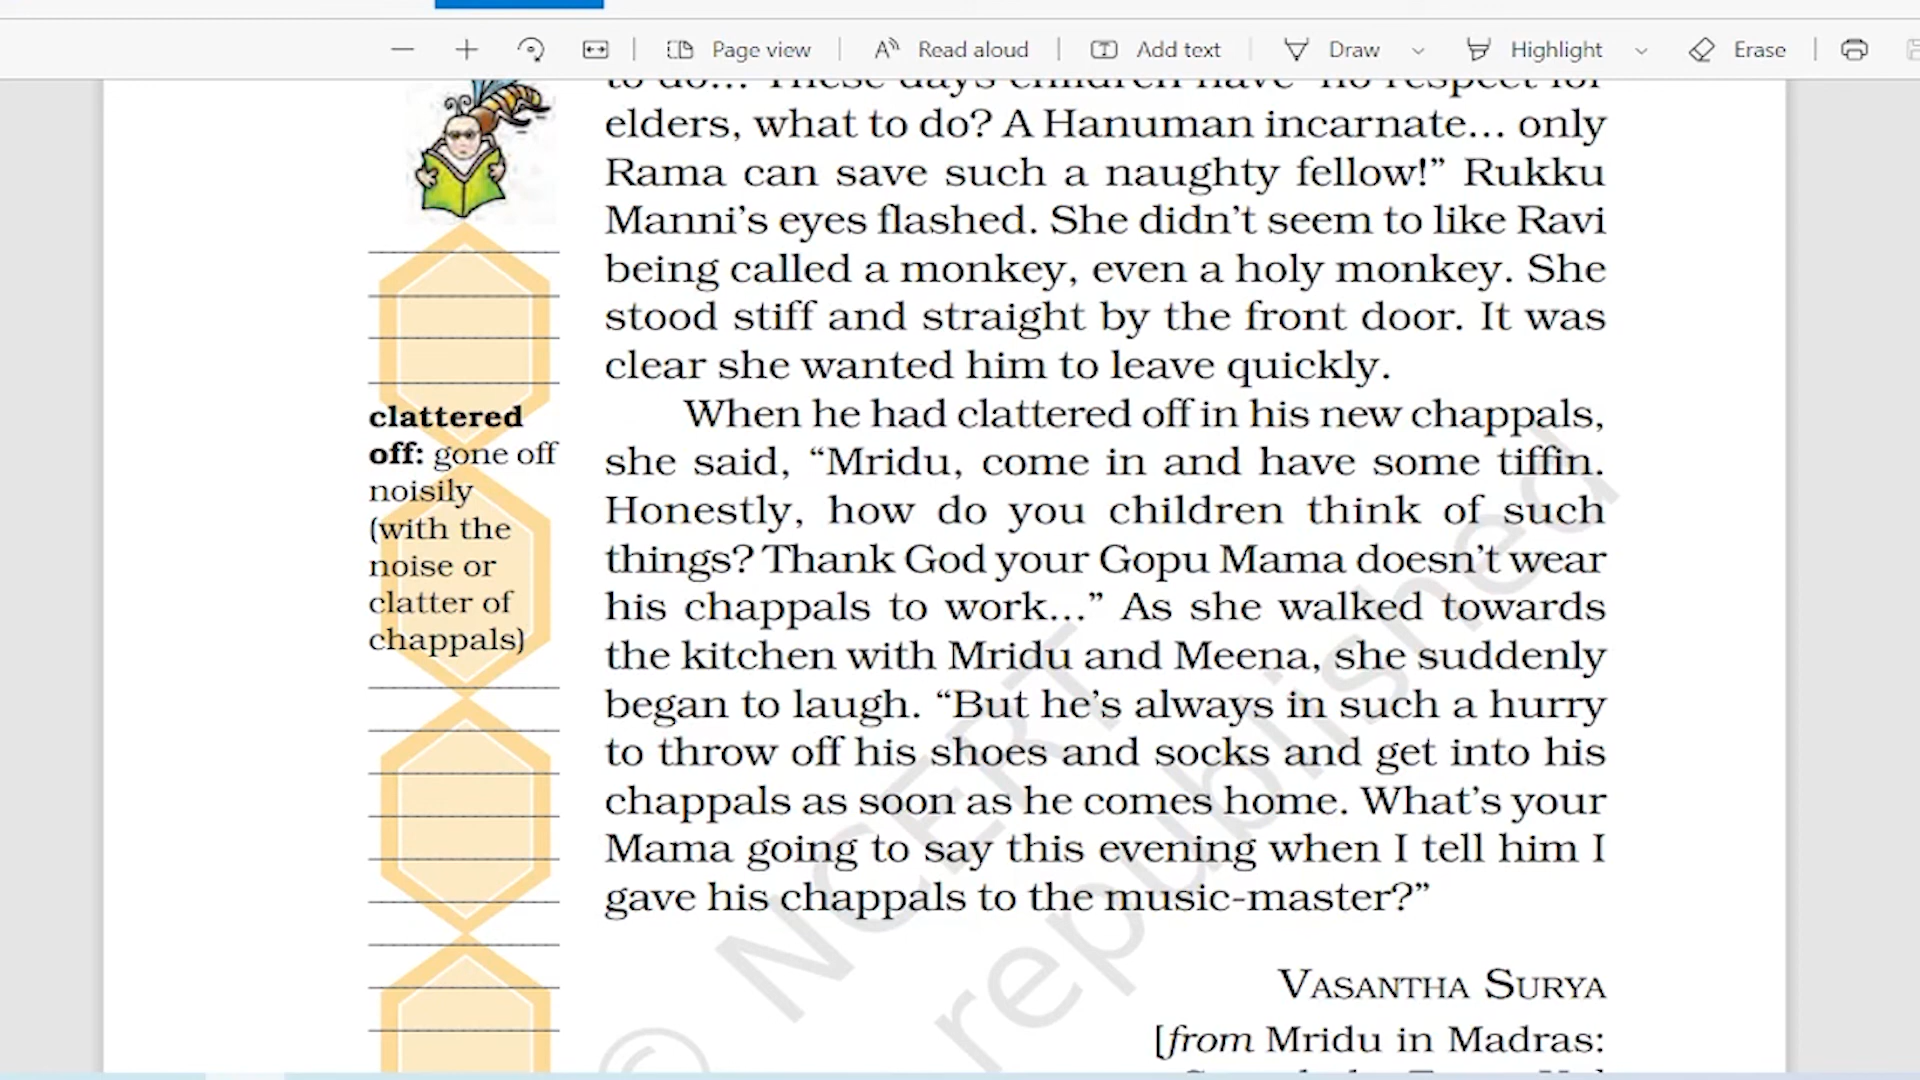 Page view
Read aloud
Add text
Draw
Highlight
Erase
to do... These days children have no respect for
elders, what to do? A Hanuman incarnate... only
Rama can save such a naughty fellow!” Rukku
Manni’s eyes flashed. She didn’t seem to like Ravi
being called a monkey, even a holy monkey. She
stood stiff and straight by the front door. It was
clear she wanted him to leave quickly.
clattered
off: gone off
noisily
(with the
noise or
clatter of
chappals)
When he had clattered off in his new chappals,
she said, “Mridu, come in and have some tiffin.
Honestly, how do you children think of such
things? Thank God your Gopu Mama doesn’t wear
his chappals to work...” As she walked towards
the kitchen with Mridu and Meena, she suddenly
began to laugh. “But he’s always in such a hurry
to throw off his shoes and socks and get into his
chappals as soon as he comes home. What’s your
Mama going to say this evening when I tell him I
gave his chappals to the music-master?”
VASANTHA SURYA
[from Mridu in Madras:
© NCERT
republished